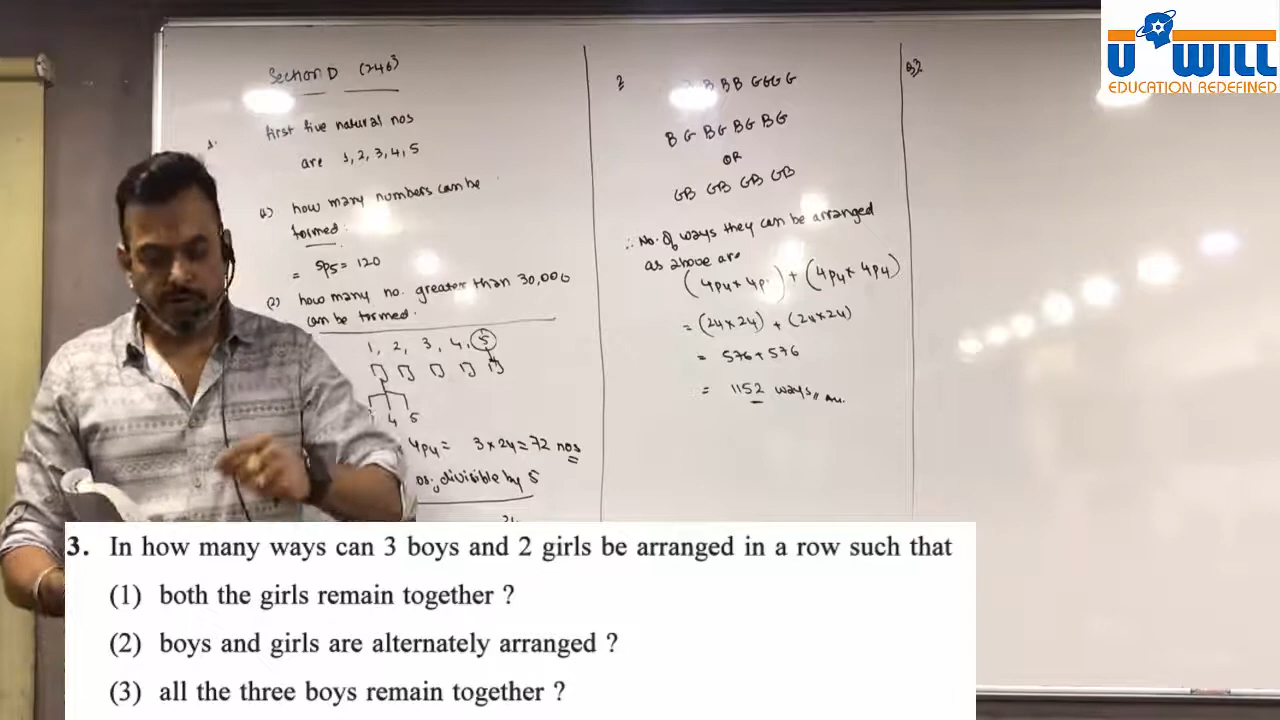 U WILL
EDUCATION REDEFINED
Section D (246)
1.
first five natural nos
are 1, 2, 3, 4, 5
(1) how many numbers can be
formed.
= 5P5 = 120
(2) how many no. greater than 30,000
can be formed.
1, 2, 3, 4, 5
4 5
4P4 = 3 × 24 = 72 nos
divisible by 5
B B GGGG
B G BG BG BG
OR
GB GB GB GB
∴ No. of ways they can be arranged
as above are
(4P4 × 4P ) + (4P4 × 4P4)
= (24×24) + (24×24)
= 576 + 576
= 1152 ways
3. In how many ways can 3 boys and 2 girls be arranged in a row such that
(1) both the girls remain together ?
(2) boys and girls are alternately arranged ?
(3) all the three boys remain together ?